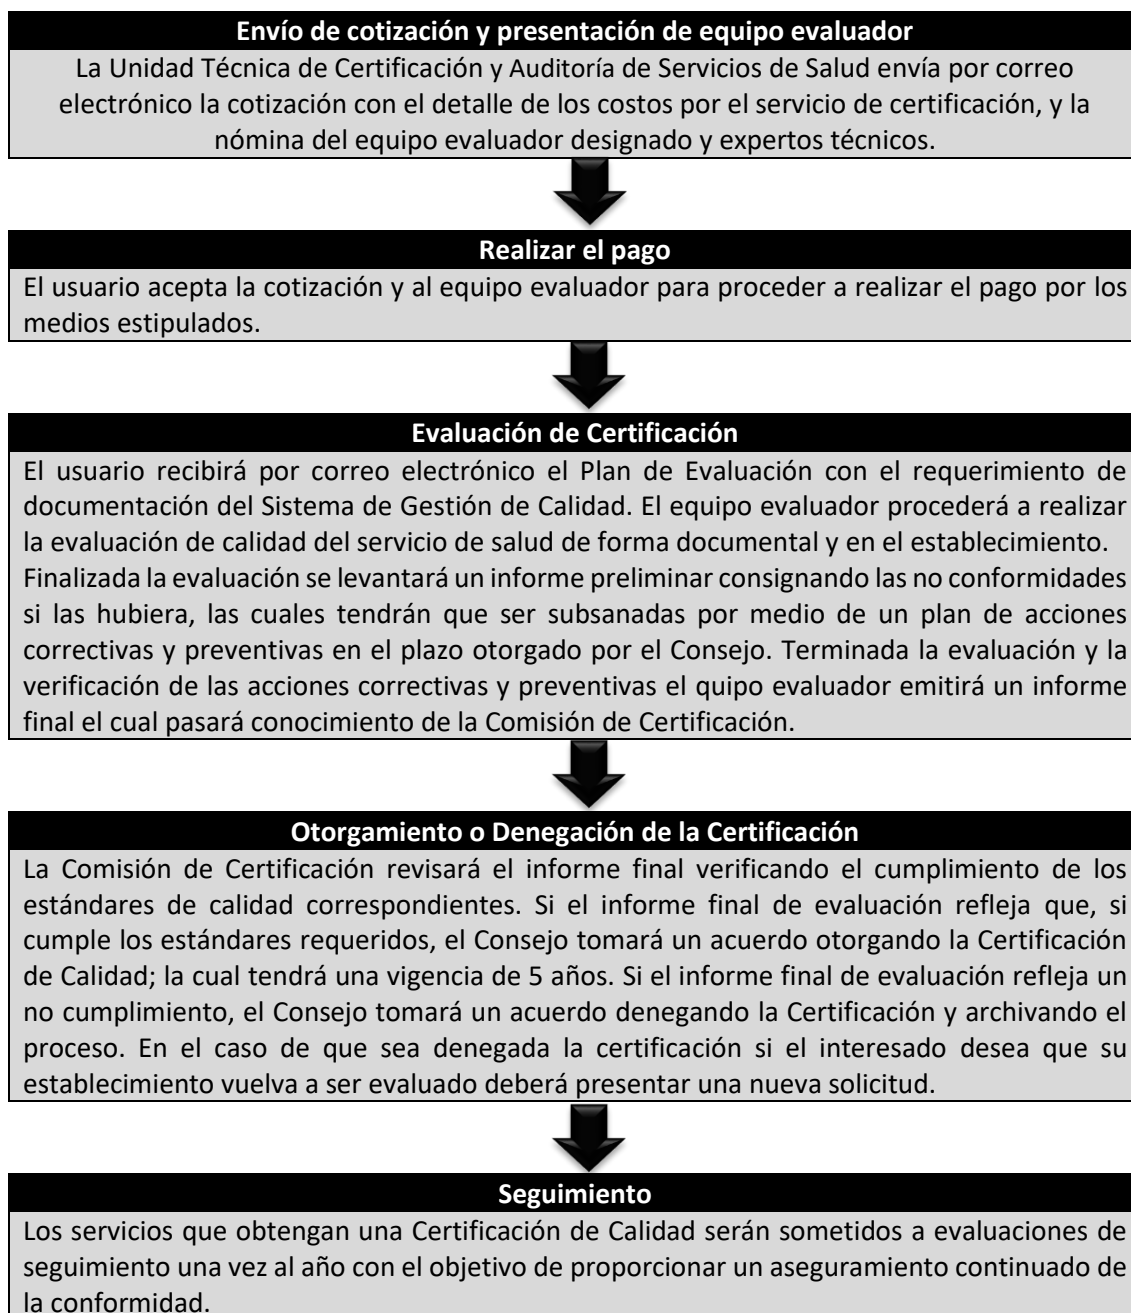 Envío de cotización y presentación de equipo evaluador
La Unidad Técnica de Certificación y Auditoría de Servicios de Salud envía por correo
electrónico la cotización con el detalle de los costos por el servicio de certificación, y la
nómina del equipo evaluador designado y expertos técnicos.
Realizar el pago
El usuario acepta la cotización y al equipo evaluador para proceder a realizar el pago por los
medios estipulados.
Evaluación de Certificación
El usuario recibirá por correo electrónico el Plan de Evaluación con el requerimiento de
documentación del Sistema de Gestión de Calidad. El equipo evaluador procederá a realizar
la evaluación de calidad del servicio de salud de forma documental y en el establecimiento.
Finalizada la evaluación se levantará un informe preliminar consignando las no conformidades
si las hubiera, las cuales tendrán que ser subsanadas por medio de un plan de acciones
correctivas y preventivas en el plazo otorgado por el Consejo. Terminada la evaluación y la
verificación de las acciones correctivas y preventivas el quipo evaluador emitirá un informe
final el cual pasará conocimiento de la Comisión de Certificación.
Otorgamiento o Denegación de la Certificación
La Comisión de Certificación revisará el informe final verificando el cumplimiento de los
estándares de calidad correspondientes. Si el informe final de evaluación refleja que, si
cumple los estándares requeridos, el Consejo tomará un acuerdo otorgando la Certificación
de Calidad; la cual tendrá una vigencia de 5 años. Si el informe final de evaluación refleja un
no cumplimiento, el Consejo tomará un acuerdo denegando la Certificación y archivando el
proceso. En el caso de que sea denegada la certificación si el interesado desea que su
establecimiento vuelva a ser evaluado deberá presentar una nueva solicitud.
Seguimiento
Los servicios que obtengan una Certificación de Calidad serán sometidos a evaluaciones de
seguimiento una vez al año con el objetivo de proporcionar un aseguramiento continuado de
la conformidad.